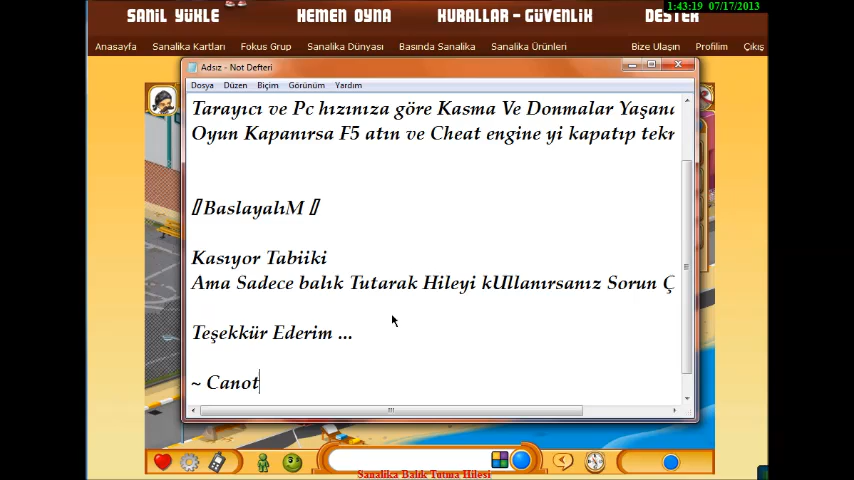 1:43:19 07/17/2013
SANİL YÜKLE HEMEN OYNA KURALLAR - GÜVENLİK DESTEK
Anasayfa Sanalika Kartları Fokus Grup Sanalika Dünyası Basında Sanalika Sanalika Ürünleri Bize Ulaşın Profilim Çıkış
Adsız - Not Defteri
Dosya Düzen Biçim Görünüm Yardım
Tarayıcı ve Pc hızınıza göre Kasma Ve Donmalar Yaşana
Oyun Kapanırsa F5 atın ve Cheat engine yi kapatıp tekr
[] BaslayalıM []
Kasıyor Tabiiki
Ama Sadece balık Tutarak Hileyi kUllanırsanız Sorun Ç
Teşekkür Ederim ...
~ Canot
Sanalika Balık Tutma Hilesi